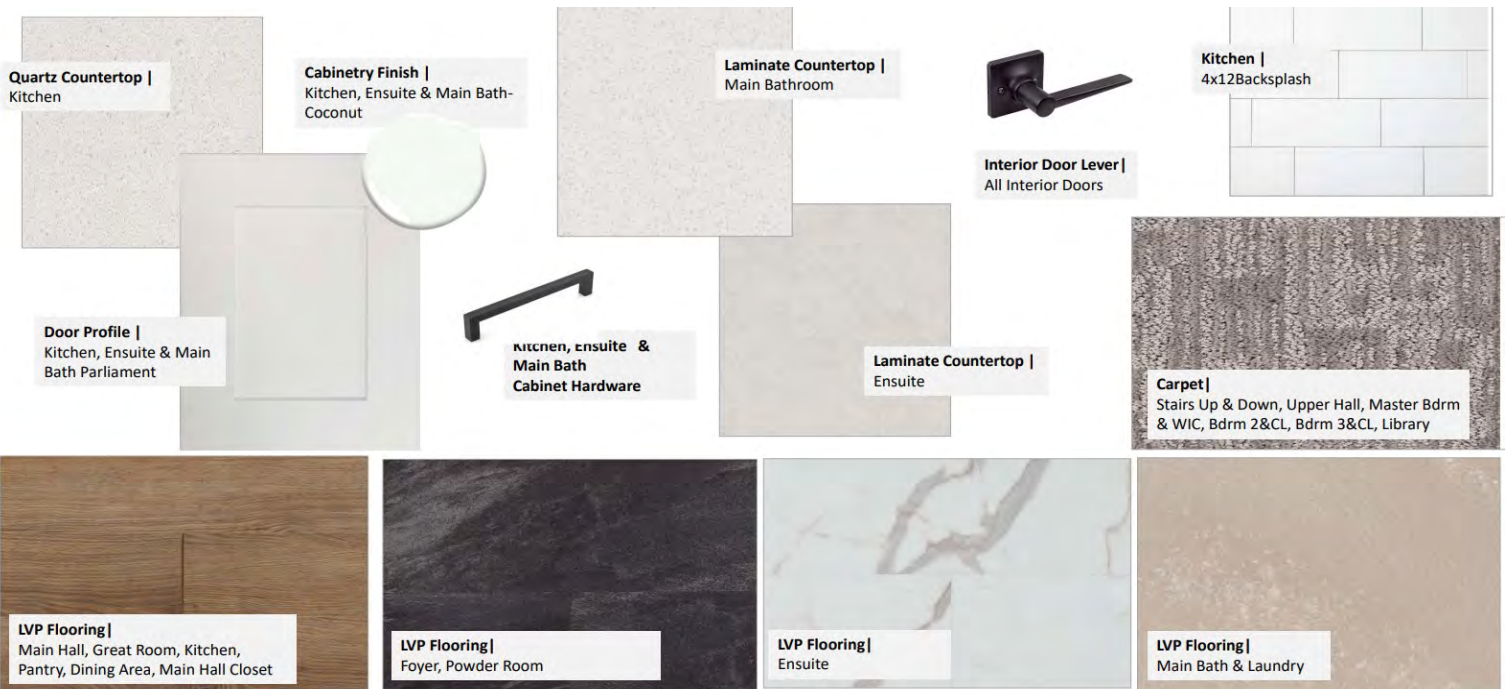 Quartz Countertop |
Kitchen
Cabinetry Finish |
Kitchen, Ensuite & Main Bath-
Coconut
Laminate Countertop |
Main Bathroom
Interior Door Lever|
All Interior Doors
Kitchen |
4x12Backsplash
Door Profile |
Kitchen, Ensuite & Main
Bath Parliament
Kitchen, Ensuite &
Main Bath
Cabinet Hardware
Laminate Countertop |
Ensuite
Carpet|
Stairs Up & Down, Upper Hall, Master Bdrm
& WIC, Bdrm 2&CL, Bdrm 3&CL, Library
LVP Flooring|
Main Hall, Great Room, Kitchen,
Pantry, Dining Area, Main Hall Closet
LVP Flooring|
Foyer, Powder Room
LVP Flooring|
Ensuite
LVP Flooring|
Main Bath & Laundry